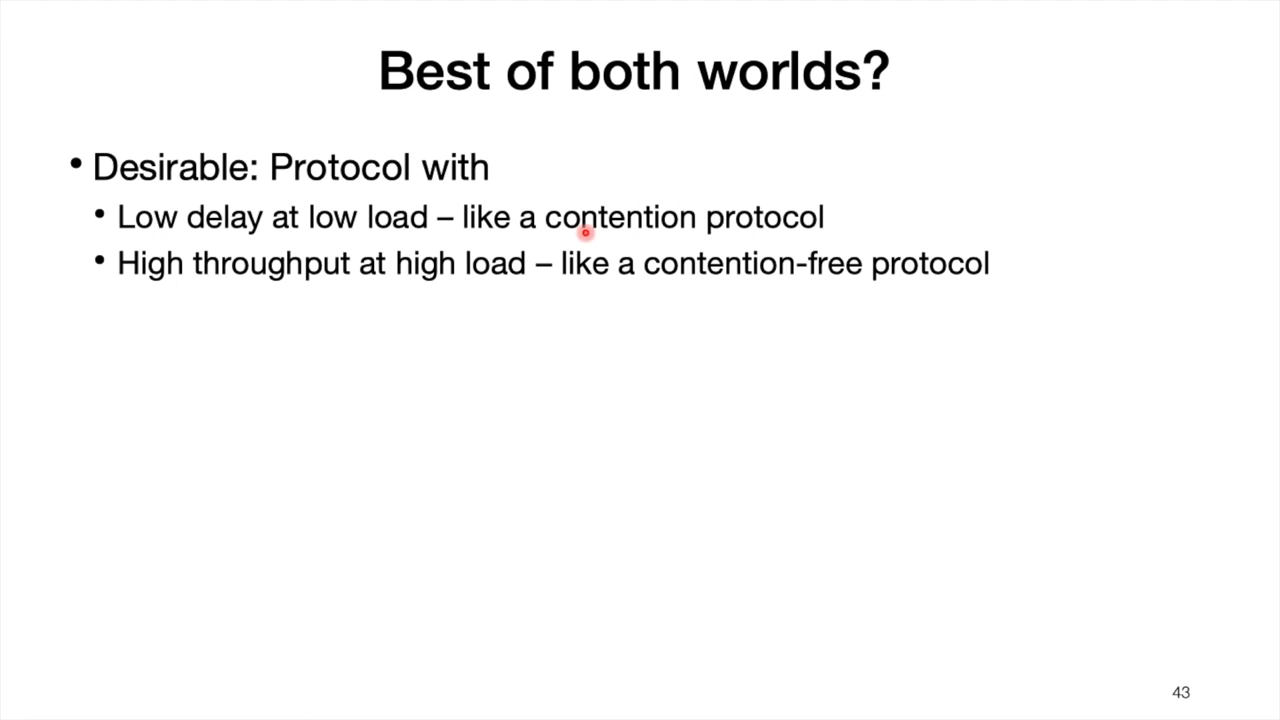 Best of both worlds?
• Desirable: Protocol with
• Low delay at low load – like a contention protocol
• High throughput at high load – like a contention-free protocol
43